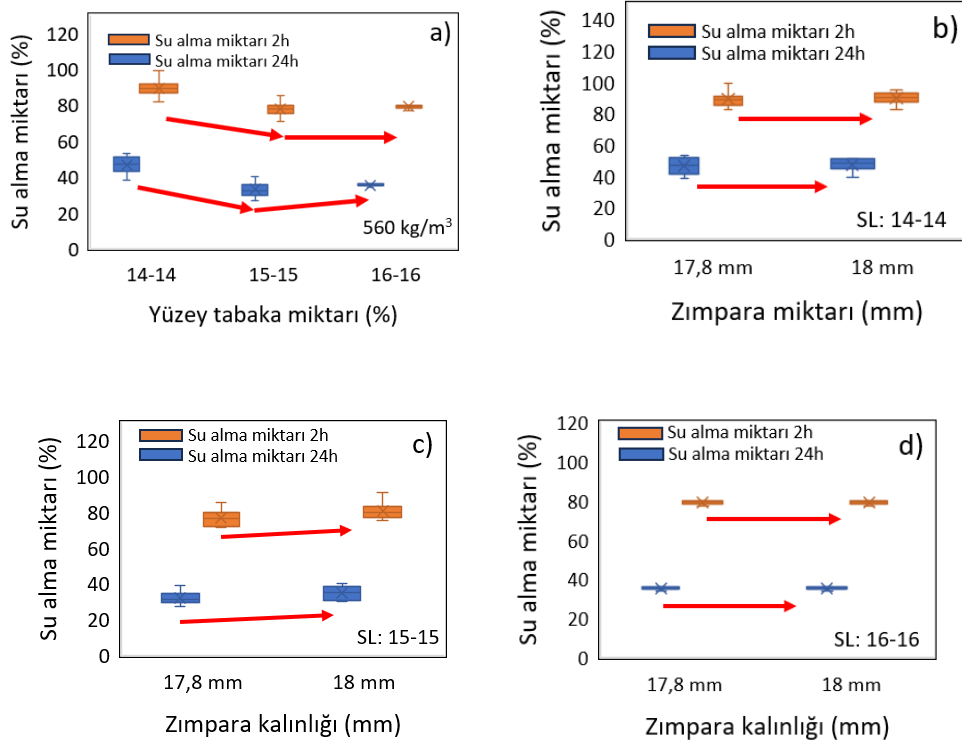 a)
Su alma miktarı 2h
Su alma miktarı 24h
Su alma miktarı (%)
120
100
80
60
40
20
0
560 kg/m³
14-14 15-15 16-16
Yüzey tabaka miktarı (%)
b)
Su alma miktarı 2h
Su alma miktarı 24h
Su alma miktarı (%)
140
120
100
80
60
40
20
0
SL: 14-14
17,8 mm 18 mm
Zımpara miktarı (mm)
c)
Su alma miktarı 2h
Su alma miktarı 24h
Su alma miktarı (%)
120
100
80
60
40
20
0
SL: 15-15
17,8 mm 18 mm
Zımpara kalınlığı (mm)
d)
Su alma miktarı 2h
Su alma miktarı 24h
Su alma miktarı (%)
120
100
80
60
40
20
0
SL: 16-16
17,8 mm 18 mm
Zımpara kalınlığı (mm)